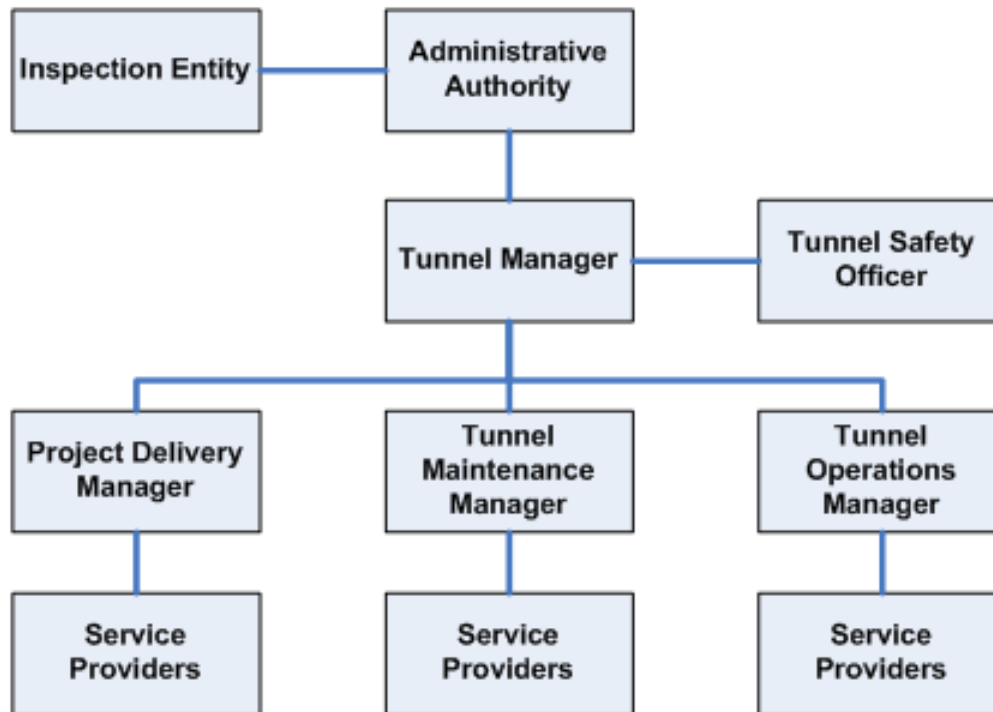 Inspection Entity
Administrative
Authority
Tunnel Manager
Tunnel Safety
Officer
Project Delivery
Manager
Tunnel
Maintenance
Manager
Tunnel
Operations
Manager
Service
Providers
Service
Providers
Service
Providers